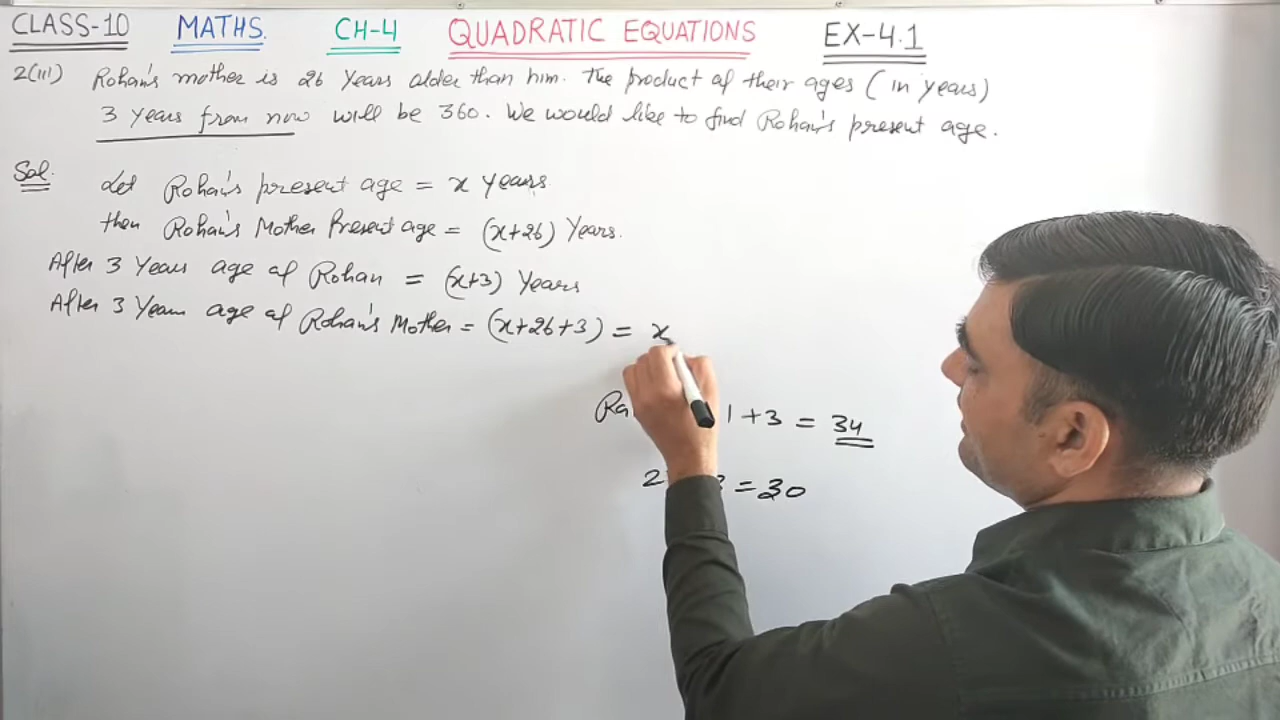 CLASS-10 MATHS. CH-4 QUADRATIC EQUATIONS EX-4.1
2(iii) Rohan's mother is 26 years older than him. The product of their ages (in years)
3 years from now will be 360. We would like to find Rohan's present age.
Sol. Let Rohan's present age = x years
then Rohan's Mother Present age = (x+26) Years.
After 3 Years age of Rohan = (x+3) Years
After 3 Years age of Rohan's Mother = (x+26+3) = x
1 + 3 = 34
= 30